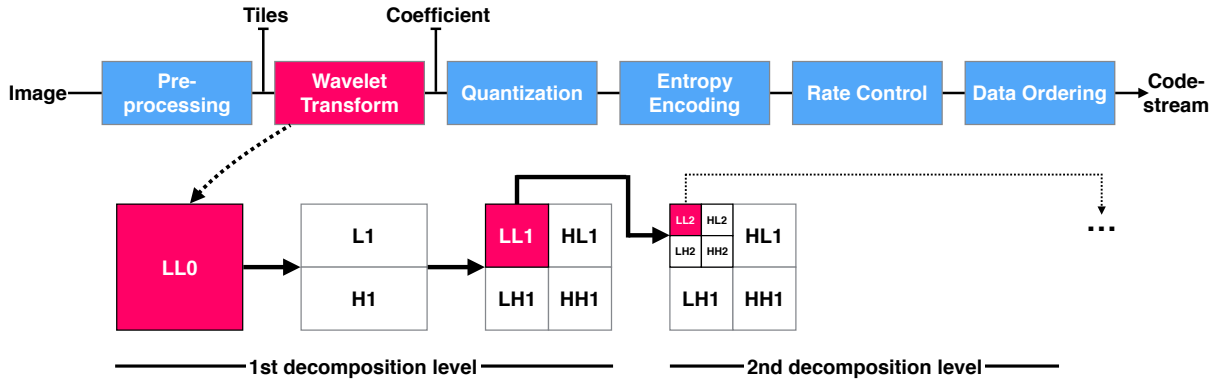 Tiles
Coefficient
Image
Pre-
processing
Wavelet
Transform
Quantization
Entropy
Encoding
Rate Control
Data Ordering
Code-
stream
LL0
L1
H1
LL1
HL1
LH1
HH1
LL2
HL2
LH2
HH2
HL1
LH1
HH1
...
1st decomposition level
2nd decomposition level